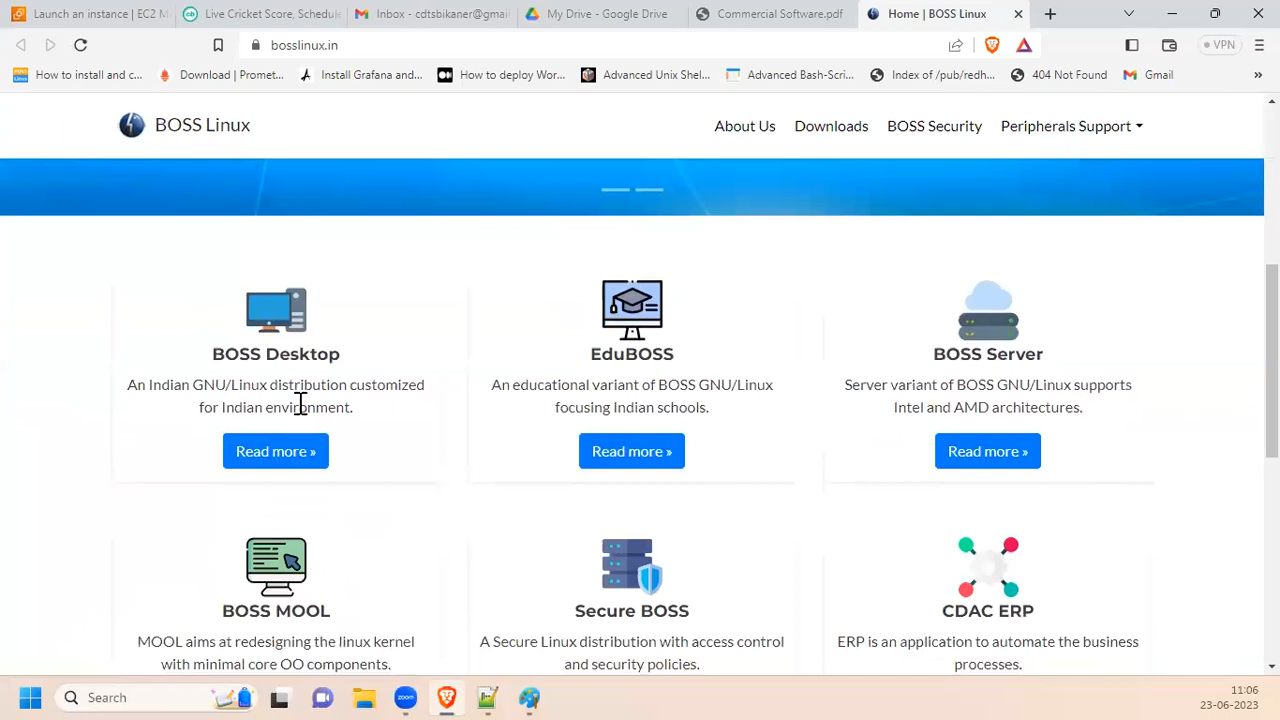 Launch an instance | EC2 M
Live Cricket Score, Schedule
Inbox - cdtsbikaner@gmail
My Drive - Google Drive
Commercial Software.pdf
Home | BOSS Linux
bosslinux.in
VPN
How to install and c...
Download | Promet...
Install Grafana and...
How to deploy Wor...
Advanced Unix Shel...
Advanced Bash-Scri...
Index of /pub/redh...
404 Not Found
Gmail
»
BOSS Linux
About Us
Downloads
BOSS Security
Peripherals Support
BOSS Desktop
An Indian GNU/Linux distribution customized
for Indian environment.
Read more »
EduBOSS
An educational variant of BOSS GNU/Linux
focusing Indian schools.
Read more »
BOSS Server
Server variant of BOSS GNU/Linux supports
Intel and AMD architectures.
Read more »
BOSS MOOL
MOOL aims at redesigning the linux kernel
with minimal core OO components.
Secure BOSS
A Secure Linux distribution with access control
and security policies.
CDAC ERP
ERP is an application to automate the business
processes.
Search
zoom
11:06
23-06-2023